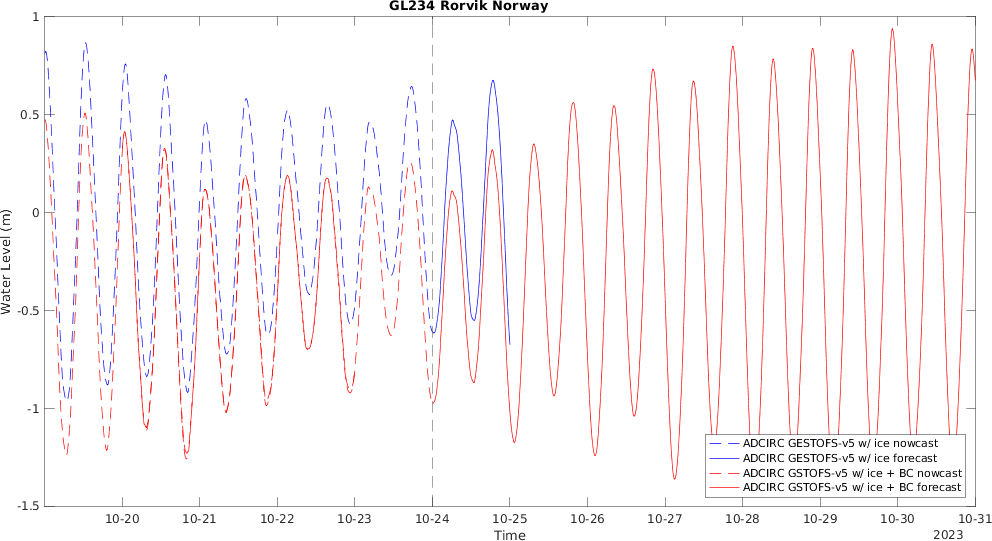 GL234 Rorvik Norway
1
0.5
0
-0.5
-1
-1.5
Water Level (m)
10-20 10-21 10-22 10-23 10-24 10-25 10-26 10-27 10-28 10-29 10-30 10-31
Time
2023
ADCIRC GESTOFS-v5 w/ ice nowcast
ADCIRC GESTOFS-v5 w/ ice forecast
ADCIRC GSTOFS-v5 w/ ice + BC nowcast
ADCIRC GSTOFS-v5 w/ ice + BC forecast